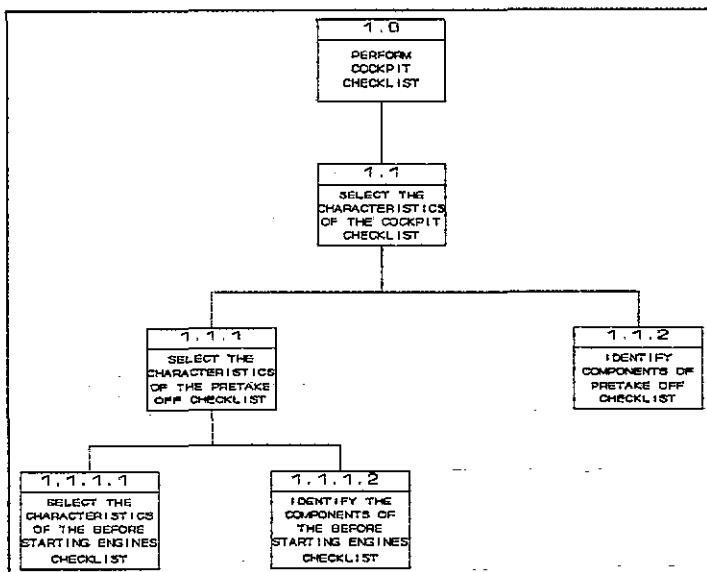 1.0
PERFORM
COCKPIT
CHECKLIST
1.1
SELECT THE
CHARACTERISTICS
OF THE COCKPIT
CHECKLIST
1.1.1
SELECT THE
CHARACTERISTICS
OF THE PRETAKE
OFF CHECKLIST
1.1.2
IDENTIFY
COMPONENTS OF
PRETAKE OFF
CHECKLIST
1.1.1.1
SELECT THE
CHARACTERISTICS
OF THE BEFORE
STARTING ENGINES
CHECKLIST
1.1.1.2
IDENTIFY THE
COMPONENTS OF
THE BEFORE
STARTING ENGINES
CHECKLIST